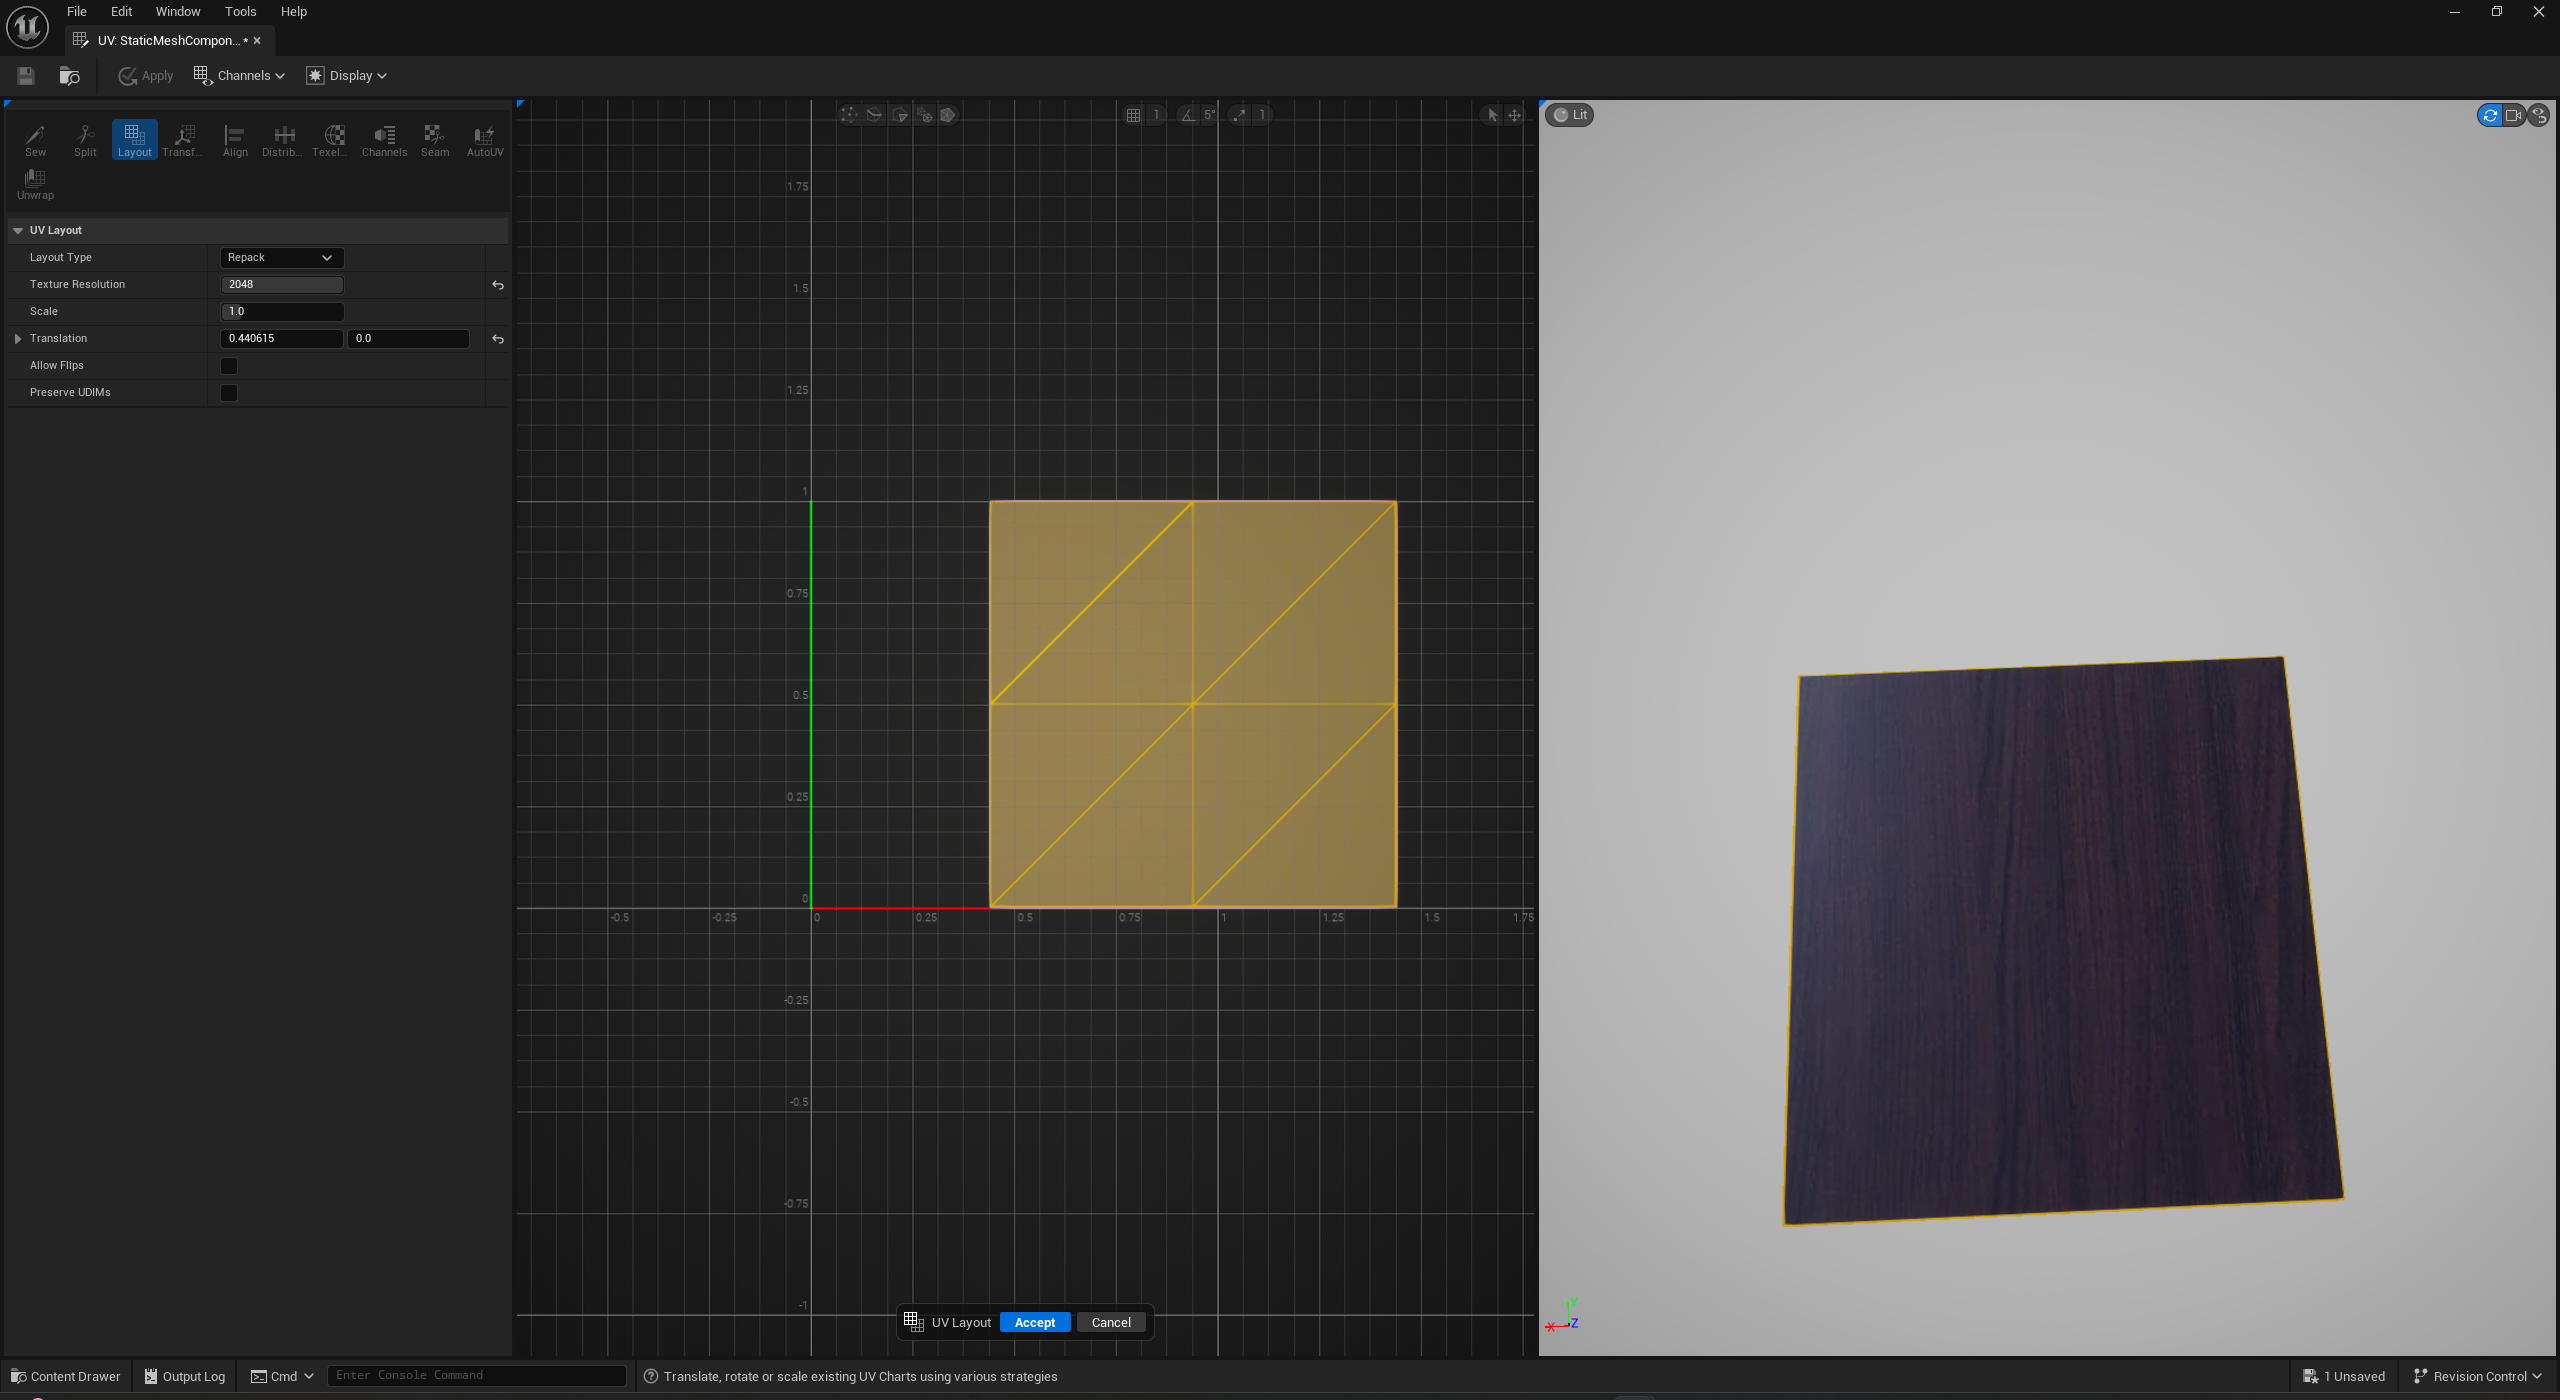 File Edit Window Tools Help
UV: StaticMeshCompon... •
Apply Channels Display
Sew Split Layout Transf... Align Distrib... Texel... Channels Seam AutoUV
Unwrap
UV Layout
Layout Type Repack
Texture Resolution 2048
Scale 1.0
Translation 0.440615 0.0
Allow Flips
Preserve UDIMs
1 5° 1
1.75
1.5
1.25
1
0.75
0.5
0.25
0
-0.5 -0.25 0 0.25 0.5 0.75 1 1.25 1.5 1.75
-0.25
-0.5
-0.75
-1
UV Layout Accept Cancel
Lit
Y
X Z
Content Drawer Output Log Cmd Enter Console Command Translate, rotate or scale existing UV Charts using various strategies 1 Unsaved Revision Control